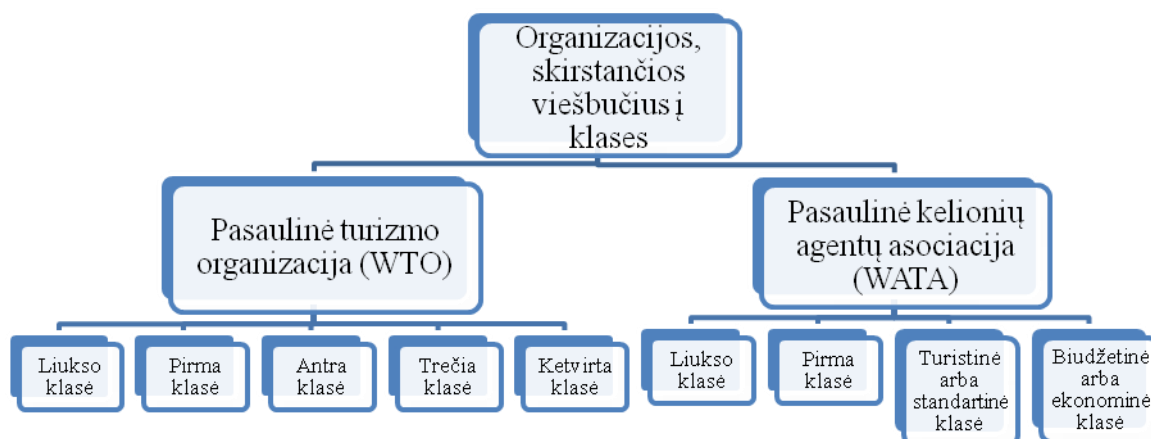 Organizacijos,
skirstančios
viešbučius į
klases
Pasaulinė turizmo
organizacija (WTO)
Pasaulinė kelionių
agentų asociacija
(WATA)
Liukso
klasė
Pirma
klasė
Antra
klasė
Trečia
klasė
Ketvirta
klasė
Liukso
klasė
Pirma
klasė
Turistinė
arba
standartinė
klasė
Biudžetinė
arba
ekonominė
klasė